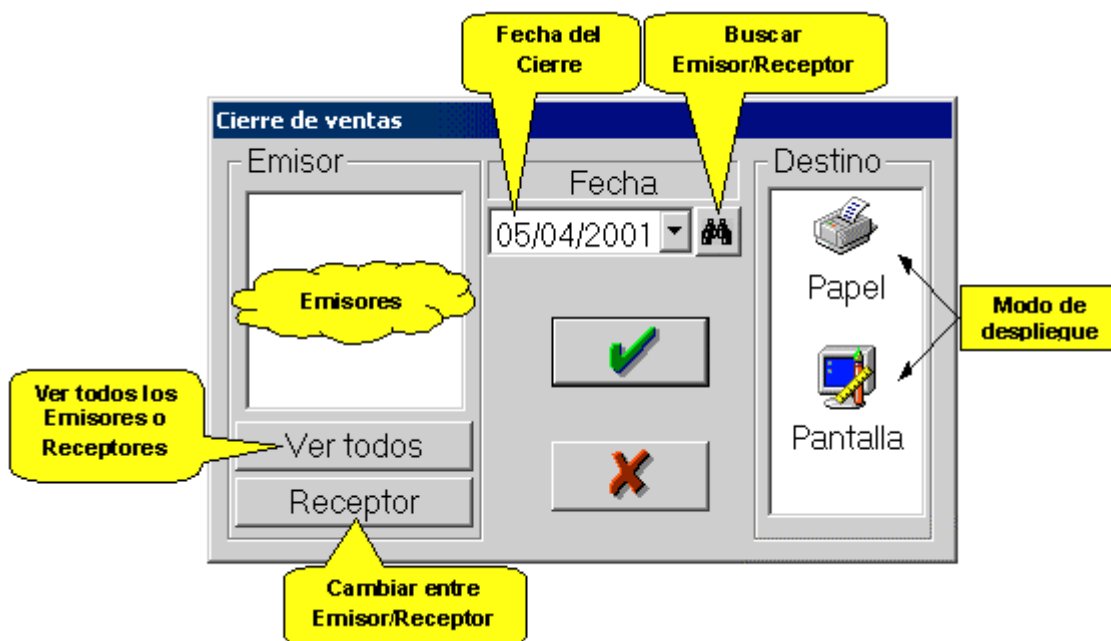 Fecha del
Cierre
Buscar
Emisor/Receptor
Cierre de ventas
Emisor
Fecha
Destino
05/04/2001
Emisores
Papel
Modo de
despliegue
Ver todos los
Emisores o
Receptores
Ver todos
Pantalla
Receptor
Cambiar entre
Emisor/Receptor